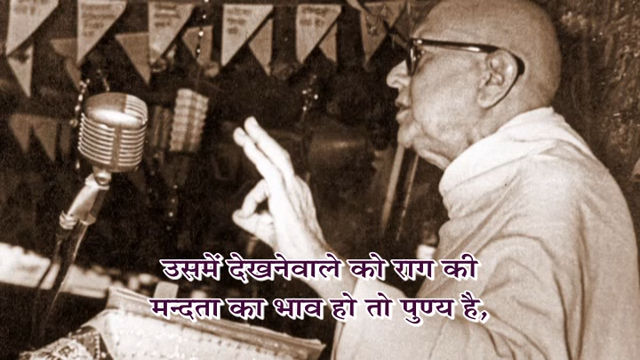 उसमें देखनेवाले को राग की
मन्दता का भाव हो तो पुण्य है,